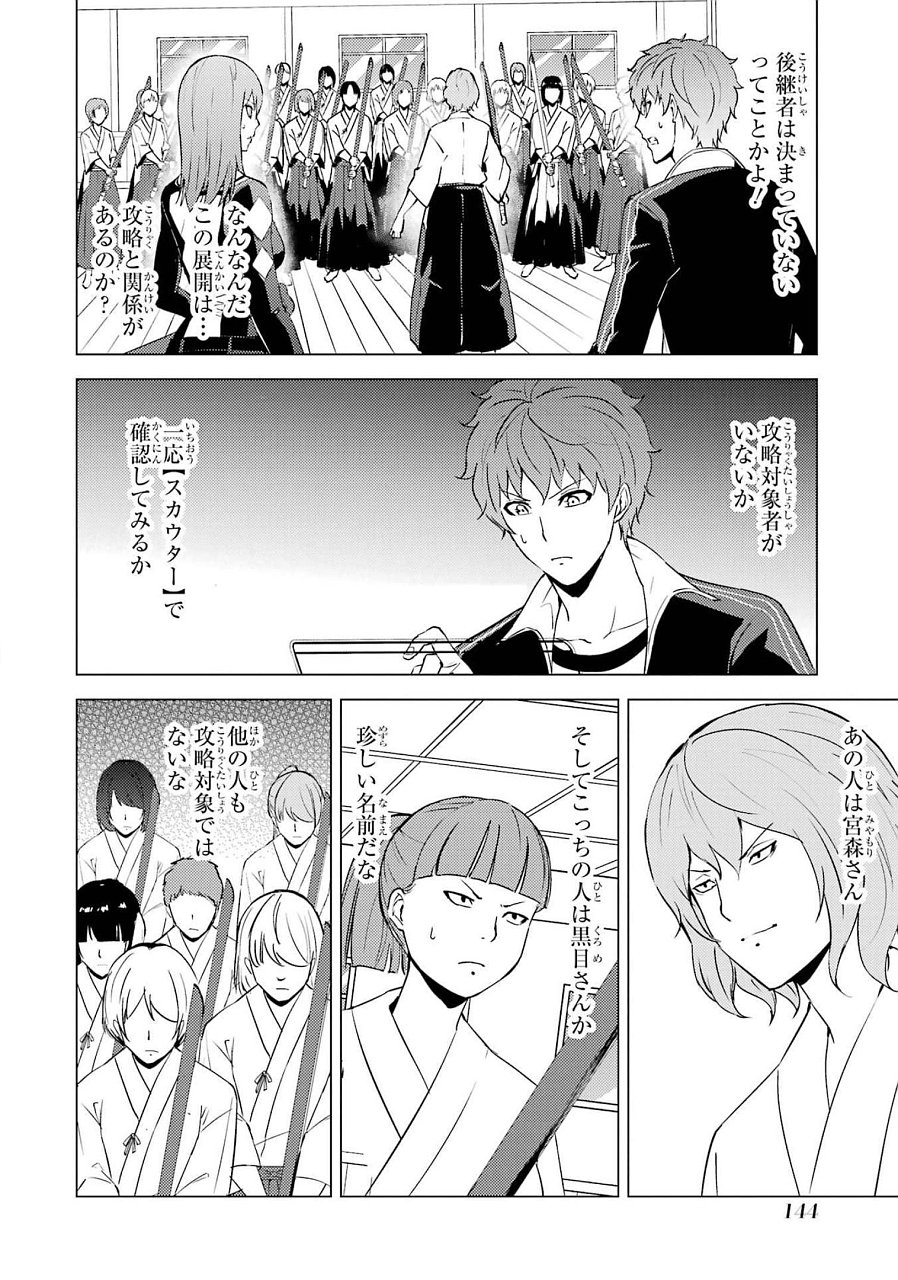 後継者は決まっていない
ってことかよ！
なんなんだ
この展開は…
攻略と関係が
あるのか？
攻略対象者が
いないか
一応【スカウター】で
確認してみるか
あの人は宮森さん
そしてこっちの人は黒目さんか
珍しい名前だな
他の人も
攻略対象では
ないな
144